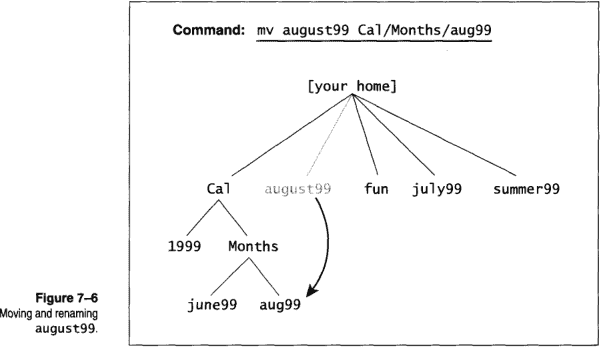 Command: mv august99 Cal/Months/aug99
[your home]
Cal august99 fun july99 summer99
1999 Months
june99 aug99
Figure 7–6
Moving and renaming
august99.